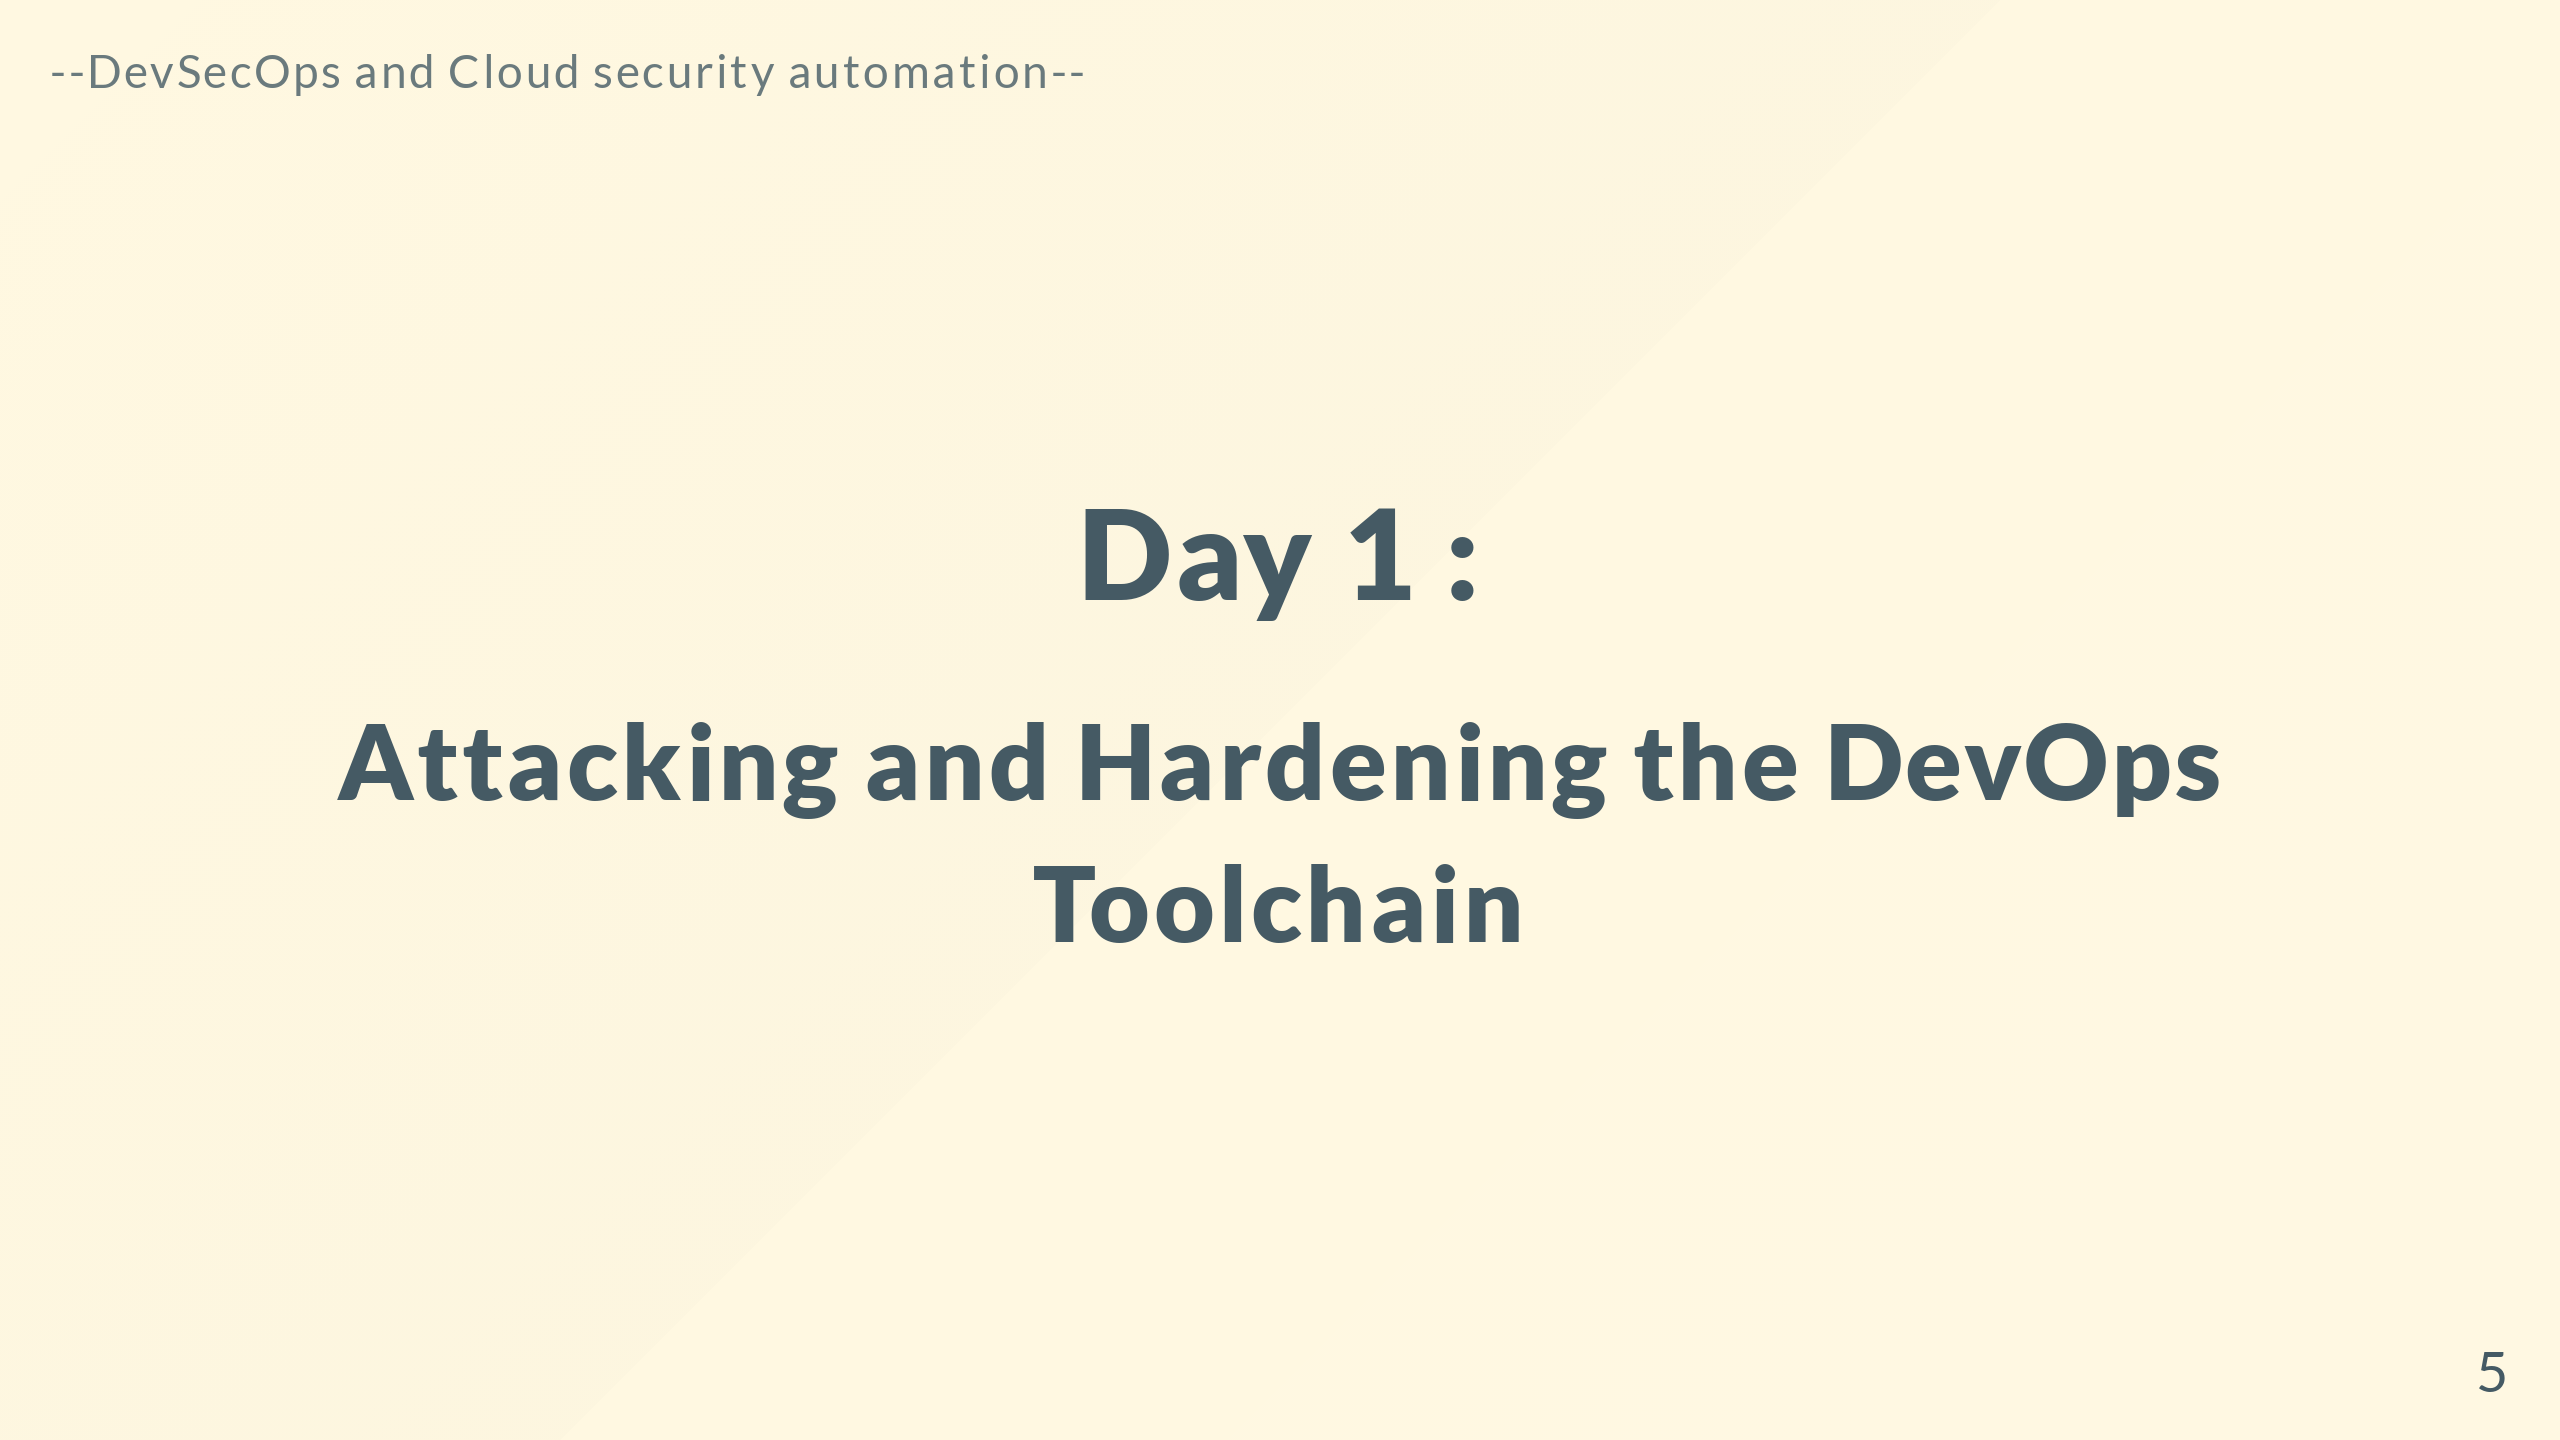 --DevSecOps and Cloud security automation--
Day 1 :
Attacking and Hardening the DevOps
Toolchain
5